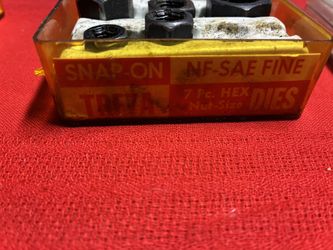 SNAP-ON NF-SAE FINE
7 Pc. HEX DIES
Nut-Size